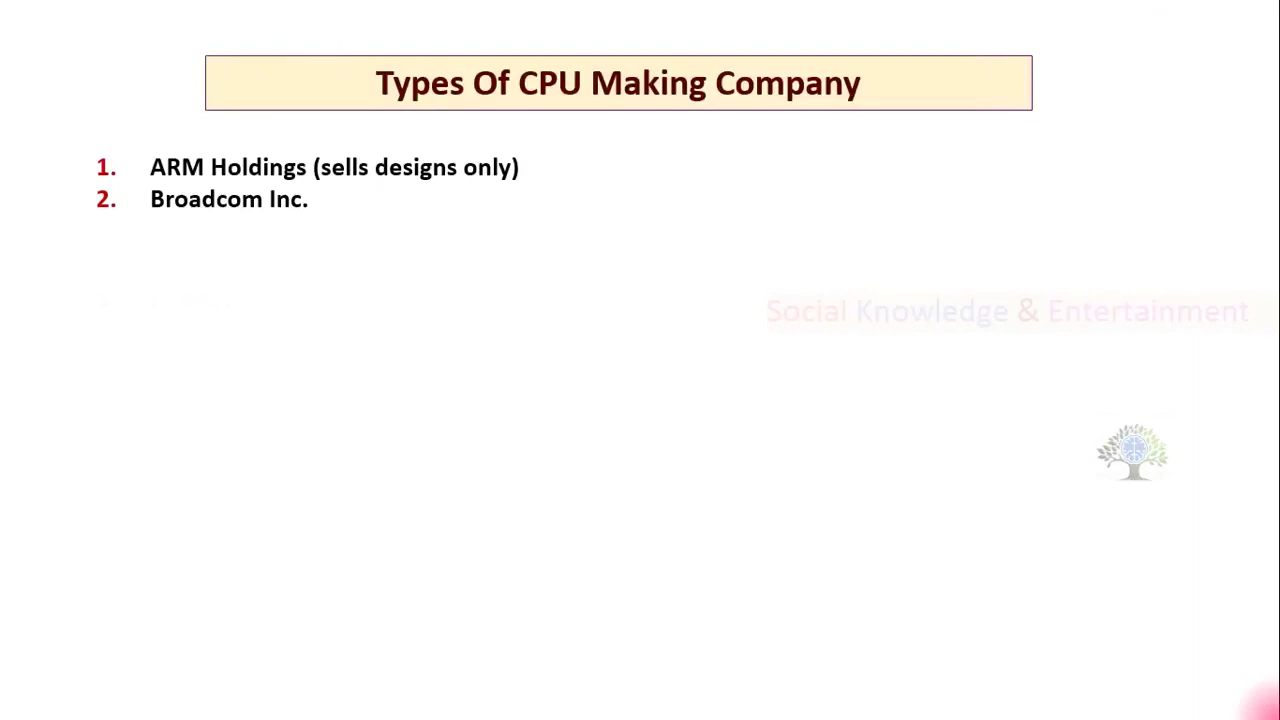 Types Of CPU Making Company
1. ARM Holdings (sells designs only)
2. Broadcom Inc.
Social Knowledge & Entertainment